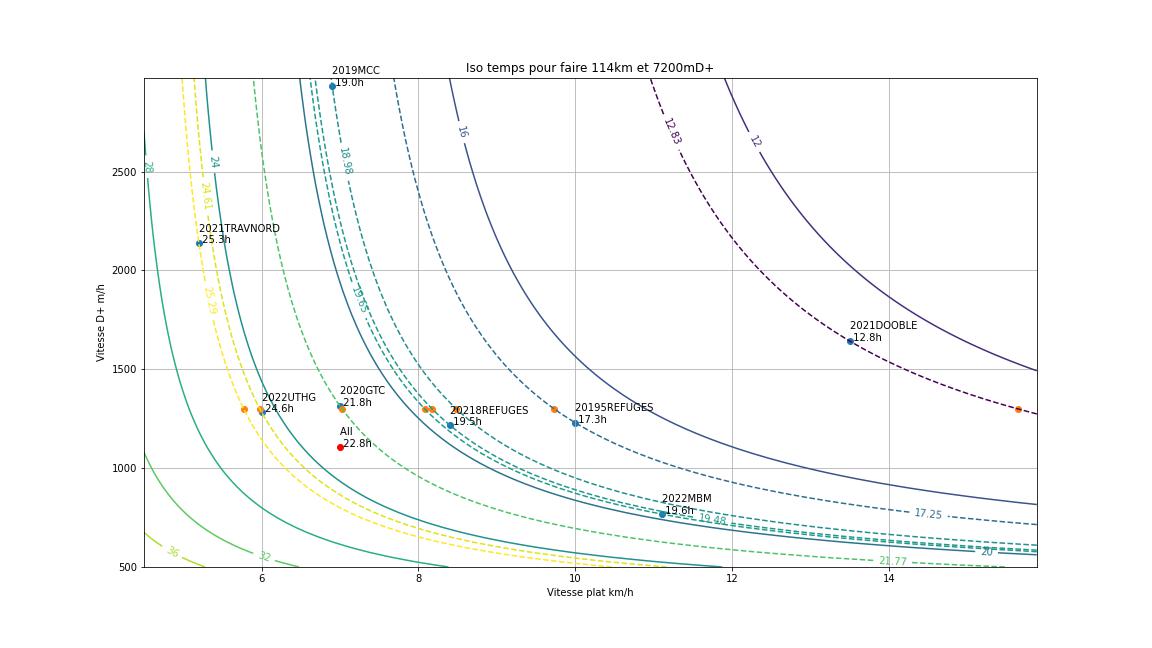 Iso temps pour faire 114km et 7200mD+
2019MCC
19.0h
12.83
16
12
18.98
28
24
2500
24.61
2021TRAVNORD
25.3h
2000
25.29
19.65
2021DOOBLE
12.8h
Vitesse D+ m/h
1500
2022UTHG
24.6h
2020GTC
21.8h
20218REFUGES
19.5h
20195REFUGES
17.3h
All
22.8h
1000
2022MBM
19.6h
19.48
17.25
36
32
20
21.77
500
6
8
10
12
14
Vitesse plat km/h